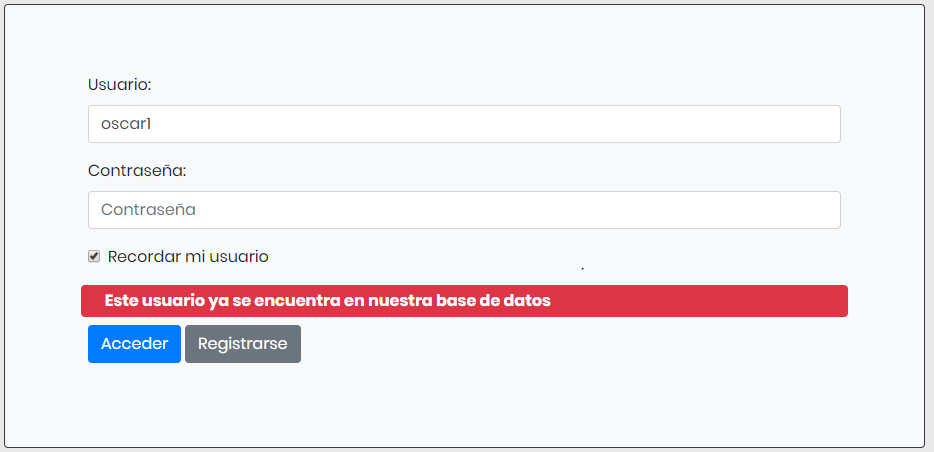 Usuario:
oscar1
Contraseña:
Contraseña
Recordar mi usuario
Este usuario ya se encuentra en nuestra base de datos
Acceder Registrarse